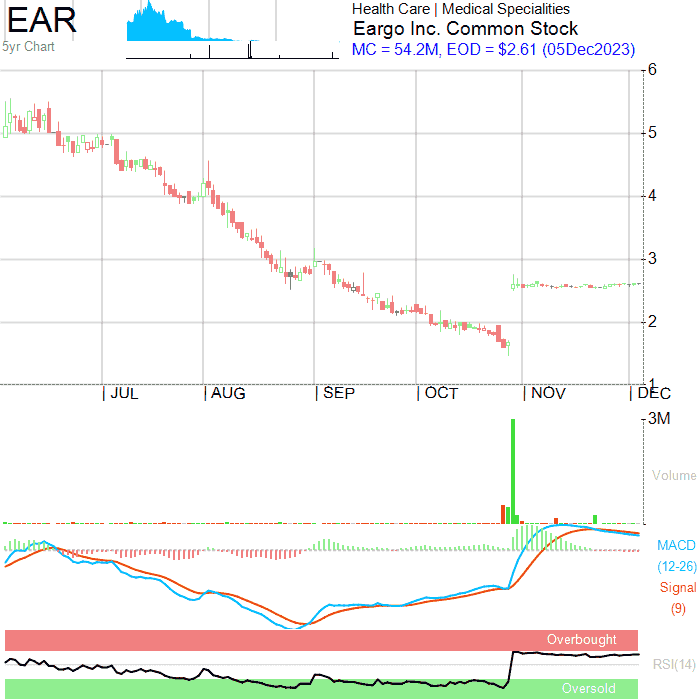 EAR
5yr Chart
Health Care | Medical Specialities
Eargo Inc. Common Stock
MC = 54.2M, EOD = $2.61 (05Dec2023)
6
5
4
3
2
1
| JUL | AUG | SEP | OCT | NOV | DEC
3M
Volume
MACD
(12-26)
Signal
(9)
Overbought
RSI(14)
Oversold